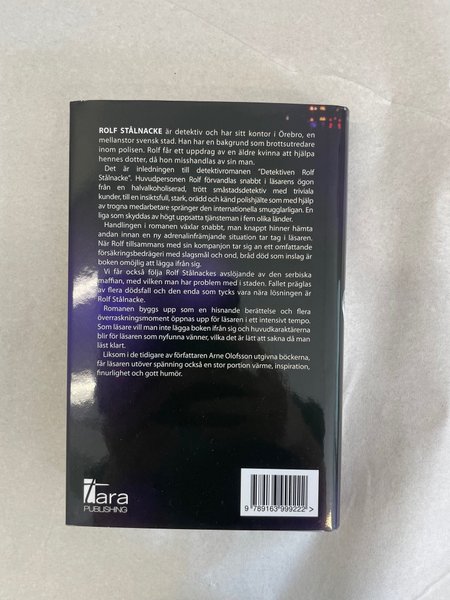 ROLF STÅLNACKE är detektiv och har sitt kontor i Örebro, en
mellanstor svensk stad. Han har en bakgrund som brottsutredare
inom polisen. Rolf får ett uppdrag av en äldre kvinna att hjälpa
hennes dotter, då hon misshandlas av sin man.
Det är inledningen till detektivromanen ”Detektiven Rolf
Stålnacke”. Huvudpersonen Rolf förvandlas snabbt i läsarens ögon
från en halvalkoholiserad, trött småstadsdetektiv med triviala
kunder, till en insiktsfull, stark, orädd och känd polishjälte som med hjälp
av trogna medarbetare spränger den internationella smugglarligan. En
liga som skyddas av högt uppsatta tjänsteman i fem olika länder.
Handlingen i romanen växlar snabbt, man knappt hinner hämta
andan innan en ny adrenalinfrämjande situation tar tag i läsaren.
När Rolf tillsammans med sin kompanjon tar sig an ett omfattande
försäkringsbedrägeri med slagsmål och ond, bråd död som inslag är
boken omöjlig att lägga ifrån sig.
Vi får också följa Rolf Stålnackes avslöjande av den serbiska
maffian, med vilken man har problem med i staden. Fallet präglas
av flera dödsfall och den enda som tycks vara nära lösningen är
Rolf Stålnacke.
Romanen byggs upp som en hisnande berättelse och flera
överraskningsmoment öppnas upp för läsaren i ett intensivt tempo.
Som läsare vill man inte lägga boken ifrån sig och huvudkaraktärerna
blir för läsaren som nyfunna vänner, vilka det är lätt att sakna då man
läst klart.
Liksom i de tidigare av författaren Arne Olofsson utgivna böckerna,
får läsaren utöver spänning också en stor portion värme, inspiration,
finurlighet och gott humör.
itara
PUBLISHING
9 789163 999222 >